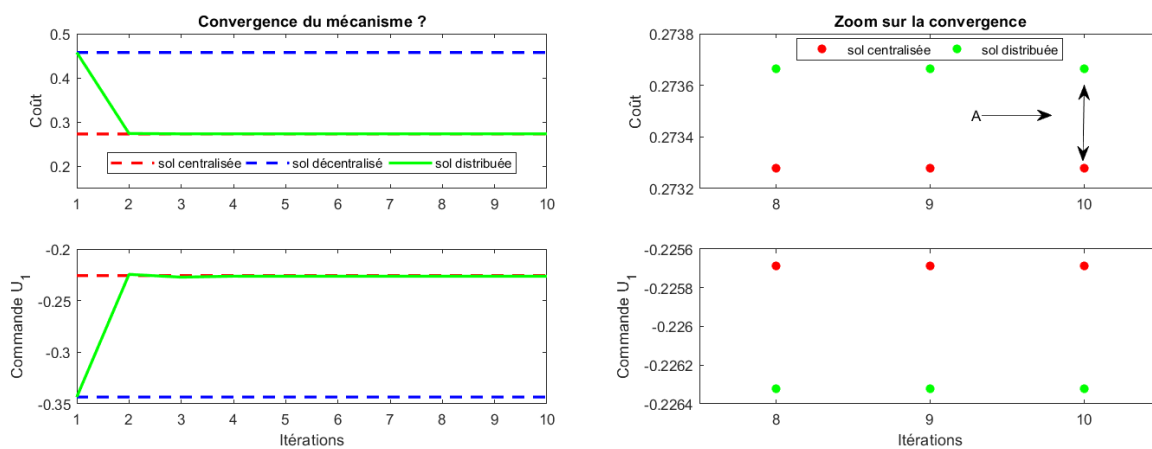 Convergence du mécanisme ?
0.5
0.4
0.3
0.2
Coût
sol centralisée
sol décentralisé
sol distribuée
1 2 3 4 5 6 7 8 9 10
Zoom sur la convergence
0.2738
0.2736
0.2734
0.2732
Coût
sol centralisée
sol distribuée
A
8 9 10
-0.2
-0.25
-0.3
-0.35
Commande U1
1 2 3 4 5 6 7 8 9 10
Itérations
-0.2256
-0.2258
-0.226
-0.2262
-0.2264
Commande U1
8 9 10
Itérations